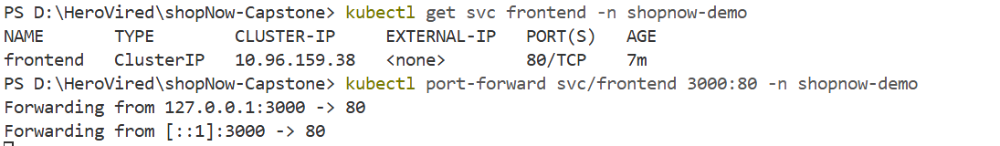 PS D:\HeroVired\shopNow-Capstone> kubectl get svc frontend -n shopnow-demo
NAME       TYPE        CLUSTER-IP     EXTERNAL-IP   PORT(S)   AGE
frontend   ClusterIP   10.96.159.38   <none>        80/TCP    7m
PS D:\HeroVired\shopNow-Capstone> kubectl port-forward svc/frontend 3000:80 -n shopnow-demo
Forwarding from 127.0.0.1:3000 -> 80
Forwarding from [::1]:3000 -> 80